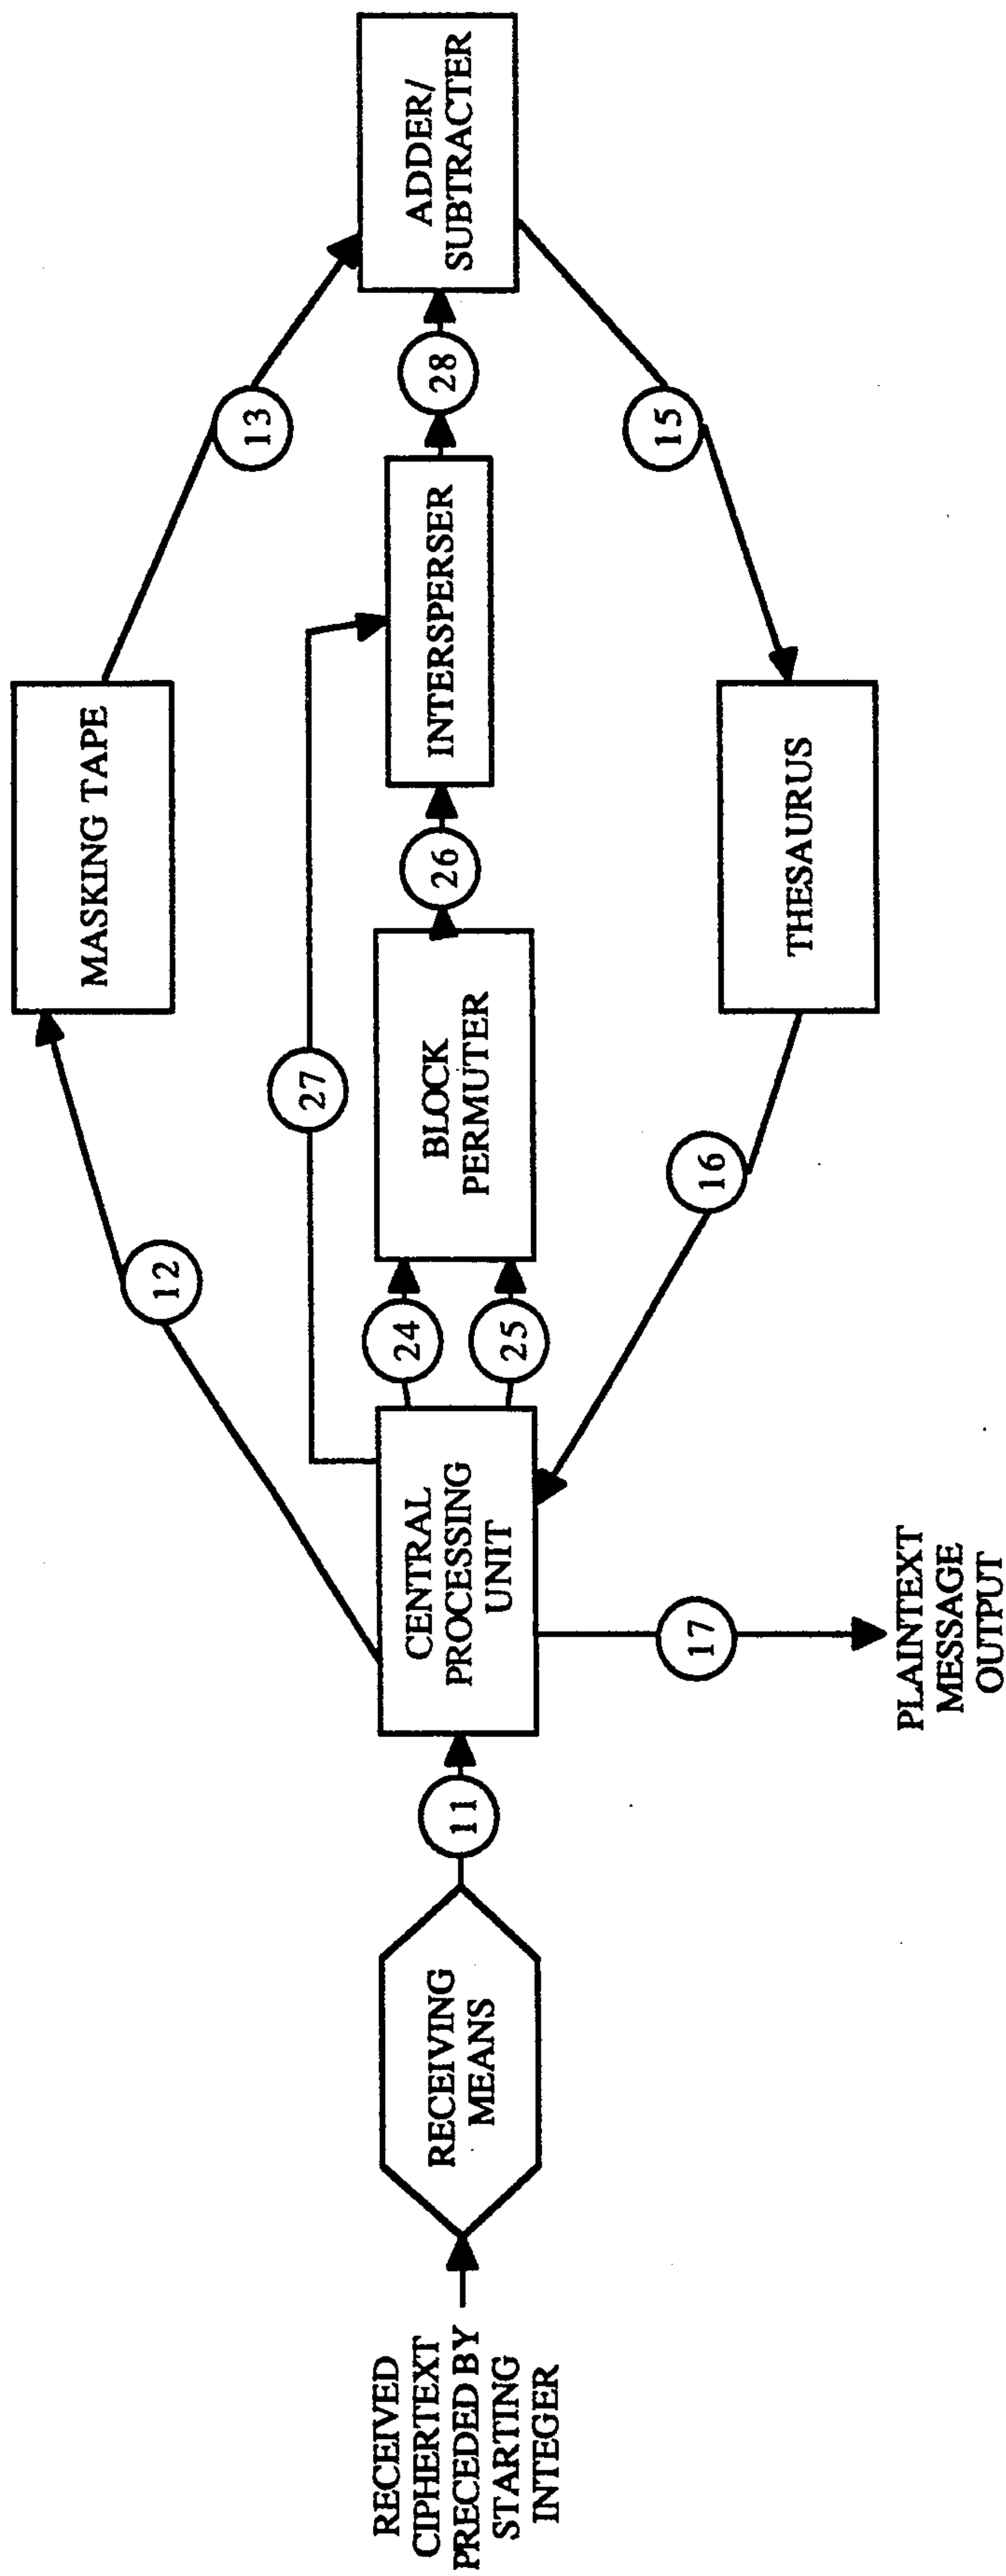 RECEIVED
CIPHERTEXT
PRECEDED BY
STARTING
INTEGER
RECEIVING
MEANS
11
CENTRAL
PROCESSING
UNIT
17
PLAINTEXT
MESSAGE
OUTPUT
12
MASKING TAPE
13
27
24
25
BLOCK
PERMUTER
26
INTERSPERSER
28
ADDER/
SUBTRACTER
15
THESAURUS
16